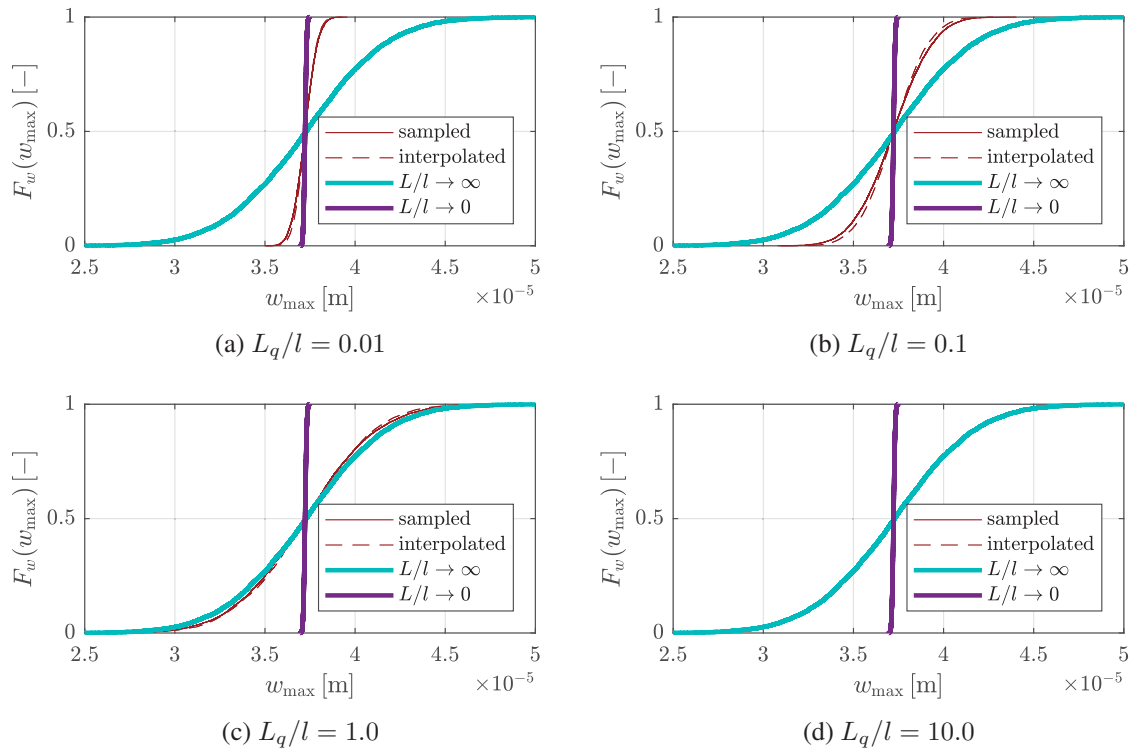 1
0.5
0
F_w(w_max) [−]
sampled
interpolated
L/l → ∞
L/l → 0
2.5 3 3.5 4 4.5 5
×10⁻⁵
w_max [m]
(a) L_q/l = 0.01
1
0.5
0
F_w(w_max) [−]
sampled
interpolated
L/l → ∞
L/l → 0
2.5 3 3.5 4 4.5 5
×10⁻⁵
w_max [m]
(b) L_q/l = 0.1
1
0.5
0
F_w(w_max) [−]
sampled
interpolated
L/l → ∞
L/l → 0
2.5 3 3.5 4 4.5 5
×10⁻⁵
w_max [m]
(c) L_q/l = 1.0
1
0.5
0
F_w(w_max) [−]
sampled
interpolated
L/l → ∞
L/l → 0
2.5 3 3.5 4 4.5 5
×10⁻⁵
w_max [m]
(d) L_q/l = 10.0